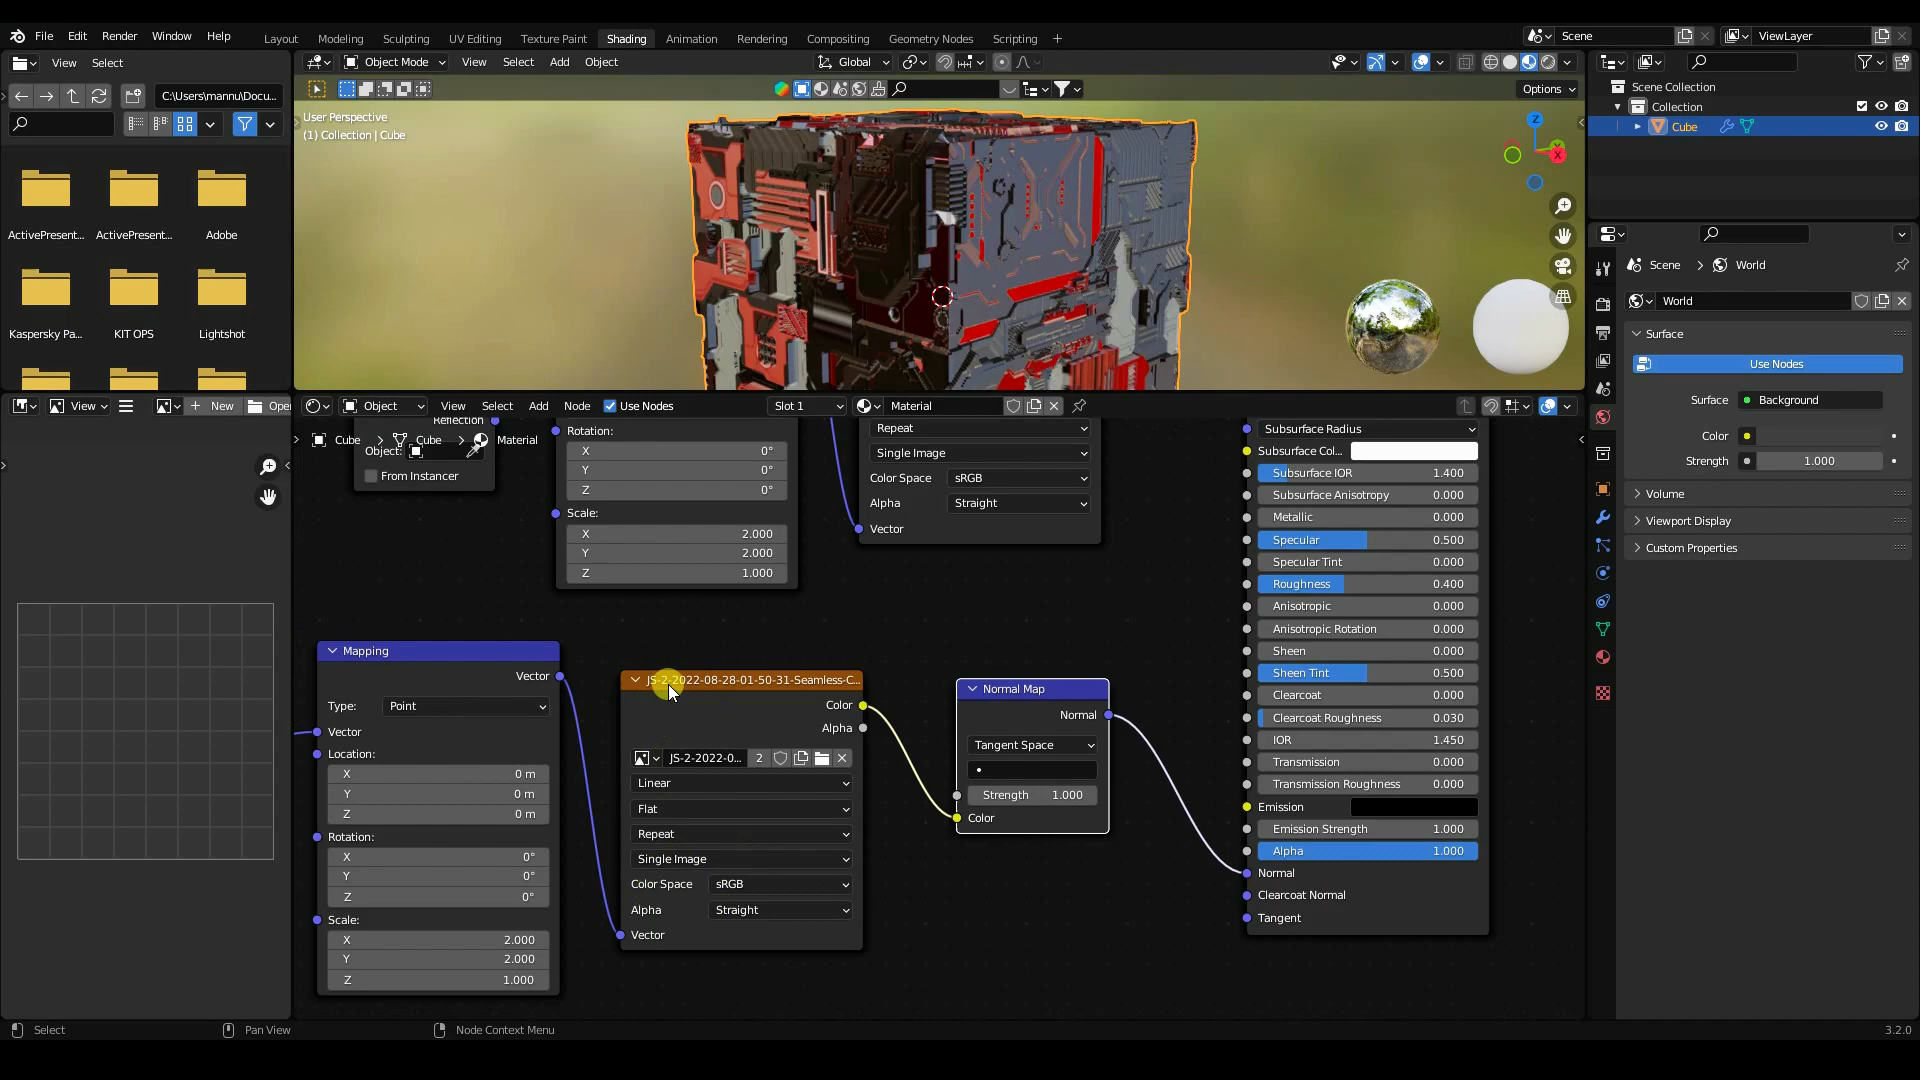 File Edit Render Window Help
Layout Modeling Sculpting UV Editing Texture Paint Shading Animation Rendering Compositing Geometry Nodes Scripting +
Scene
ViewLayer
View Select
Object Mode View Select Add Object
Global
C:\Users\mannu\Docu...
Options
User Perspective
(1) Collection | Cube
Z
X
Scene Collection
Collection
Cube
ActivePresent... ActivePresent... Adobe
Kaspersky Pa... KIT OPS Lightshot
Scene > World
World
Surface
Use Nodes
Surface Background
Color
Strength 1.000
Volume
Viewport Display
Custom Properties
View
New
Open
Object View Select Add Node Use Nodes
Slot 1
Material
Cube > Cube > Material
Reflection
Object:
From Instancer
Rotation:
X 0°
Y 0°
Z 0°
Scale:
X 2.000
Y 2.000
Z 1.000
Repeat
Single Image
Color Space sRGB
Alpha Straight
Vector
Subsurface Radius
Subsurface Col...
Subsurface IOR 1.400
Subsurface Anisotropy 0.000
Metallic 0.000
Specular 0.500
Specular Tint 0.000
Roughness 0.400
Anisotropic 0.000
Anisotropic Rotation 0.000
Sheen 0.000
Sheen Tint 0.500
Clearcoat 0.000
Clearcoat Roughness 0.030
IOR 1.450
Transmission 0.000
Transmission Roughness 0.000
Emission
Emission Strength 1.000
Alpha 1.000
Normal
Clearcoat Normal
Tangent
Mapping
Vector
Type: Point
Vector
Location:
X 0 m
Y 0 m
Z 0 m
Rotation:
X 0°
Y 0°
Z 0°
Scale:
X 2.000
Y 2.000
Z 1.000
JS-2-2022-08-28-01-50-31-Seamless-C...
Color
Alpha
JS-2-2022-0... 2
Linear
Flat
Repeat
Single Image
Color Space sRGB
Alpha Straight
Vector
Normal Map
Normal
Tangent Space
Strength 1.000
Color
Select
Pan View
Node Context Menu
3.2.0